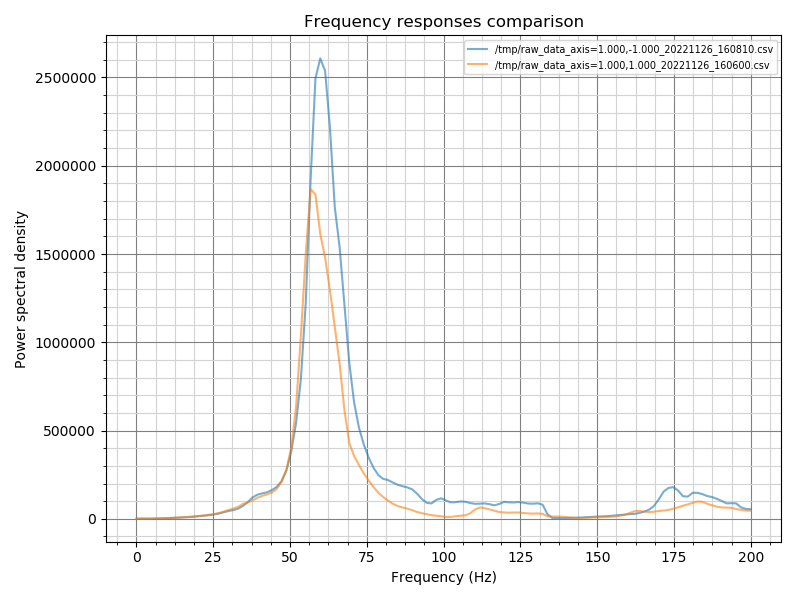 Frequency responses comparison
/tmp/raw_data_axis=1.000,-1.000_20221126_160810.csv
/tmp/raw_data_axis=1.000,1.000_20221126_160600.csv
Power spectral density
2500000
2000000
1500000
1000000
500000
0
0 25 50 75 100 125 150 175 200
Frequency (Hz)